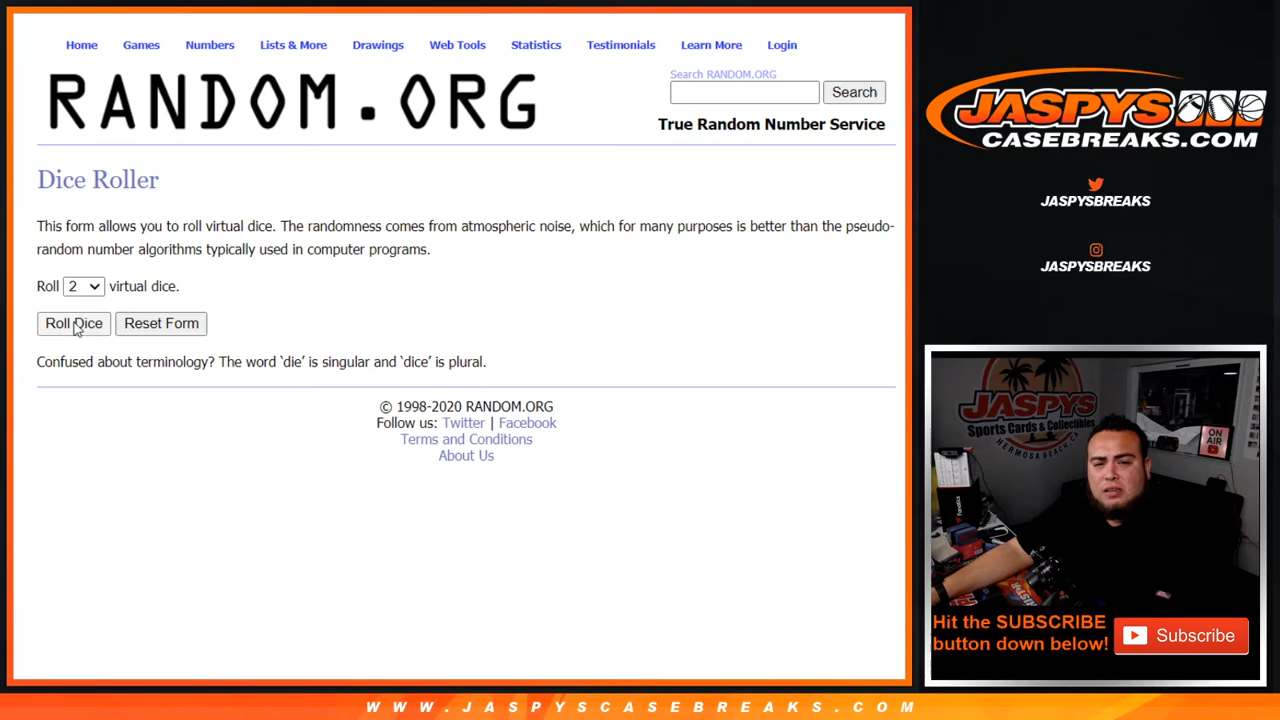 Home Games Numbers Lists & More Drawings Web Tools Statistics Testimonials Learn More Login
RANDOM.ORG
Search RANDOM.ORG
Search
True Random Number Service
Dice Roller
This form allows you to roll virtual dice. The randomness comes from atmospheric noise, which for many purposes is better than the pseudo-
random number algorithms typically used in computer programs.
Roll 2 virtual dice.
Roll Dice Reset Form
Confused about terminology? The word ‘die’ is singular and ‘dice’ is plural.
© 1998-2020 RANDOM.ORG
Follow us: Twitter | Facebook
Terms and Conditions
About Us
JASPYS
CASEBREAKS.COM
JASPYSBREAKS
JASPYSBREAKS
JASPYS
Sports Cards & Collectibles
HERMOSA BEACH, CA
ON
AIR
Fanatics
Hit the SUBSCRIBE
button down below!
Subscribe
WWW.JASPYSCASEBREAKS.COM